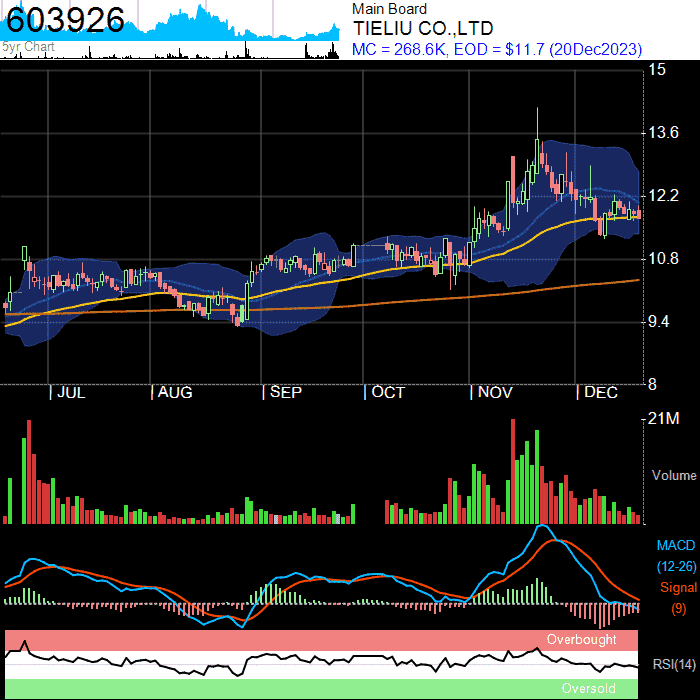 603926
5yr Chart
Main Board
TIELIU CO.,LTD
MC = 268.6K, EOD = $11.7 (20Dec2023)
15
13.6
12.2
10.8
9.4
8
JUL AUG SEP OCT NOV DEC
21M
Volume
MACD
(12-26)
Signal
(9)
Overbought
RSI(14)
Oversold